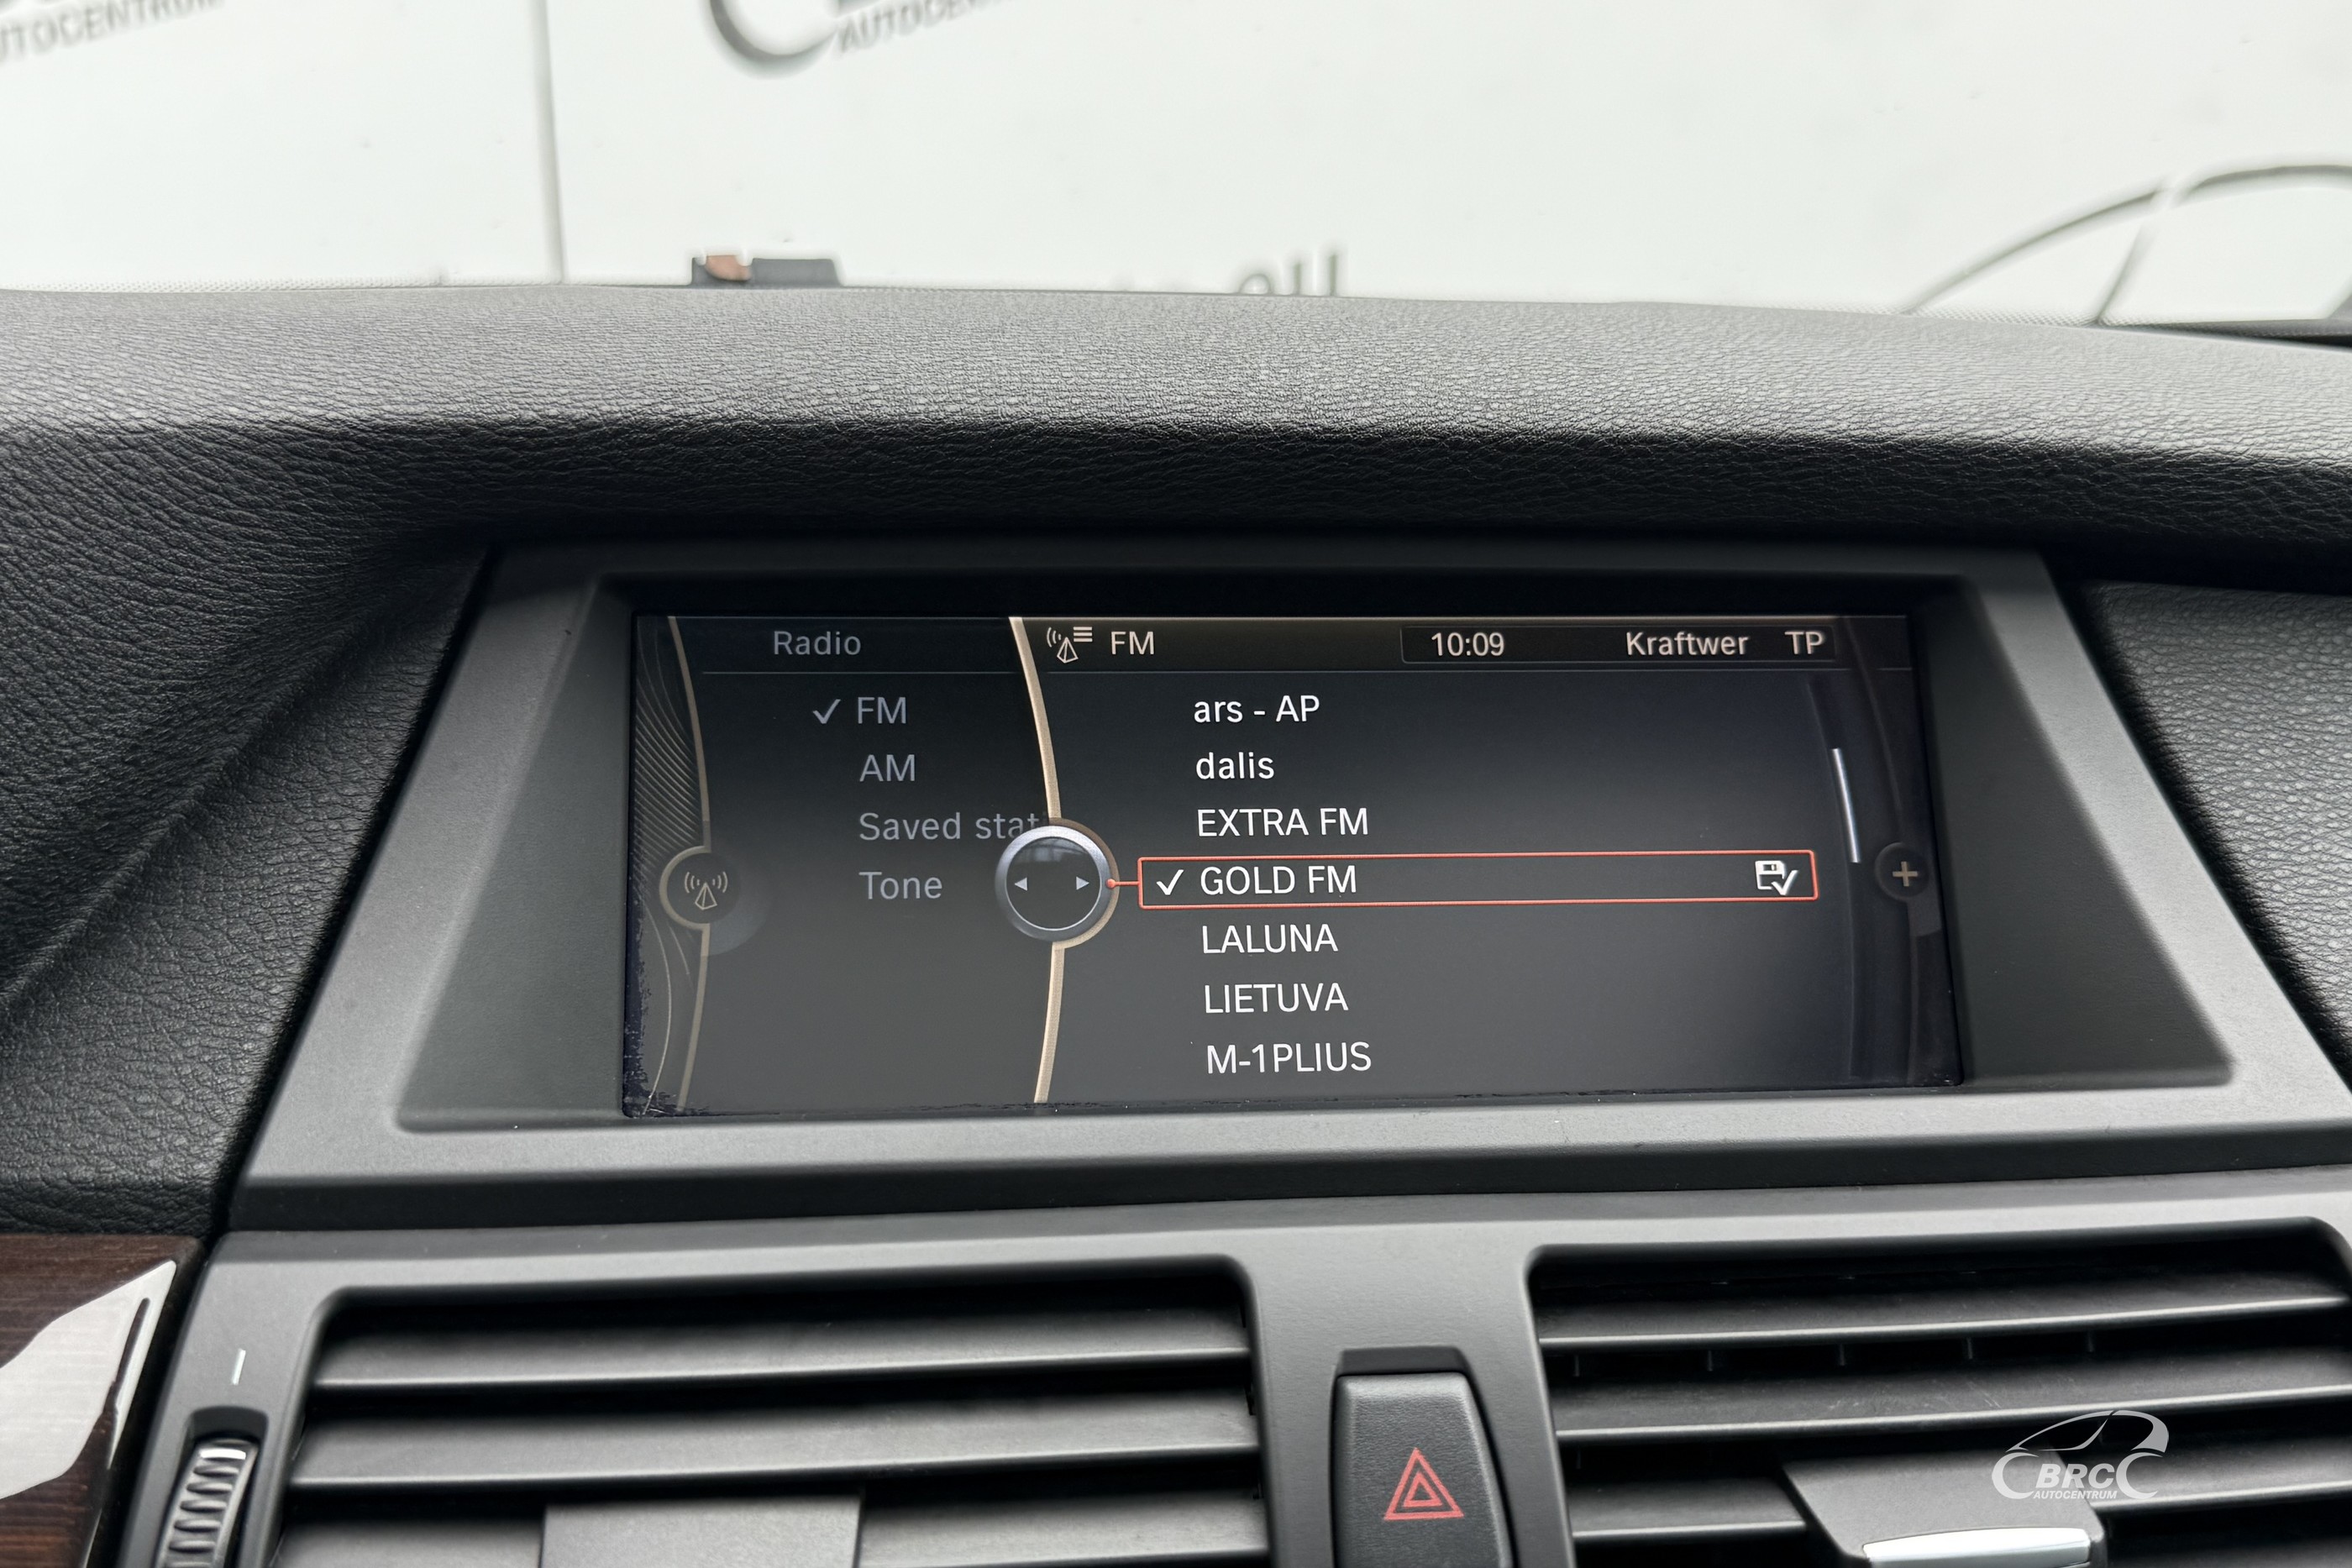 AUTOCENTRUM
Radio
FM
10:09
Kraftwer
TP
✓ FM
AM
Saved stat
Tone
ars - AP
dalis
EXTRA FM
✓ GOLD FM
LALUNA
LIETUVA
M-1PLIUS
BRC
AUTOCENTRUM